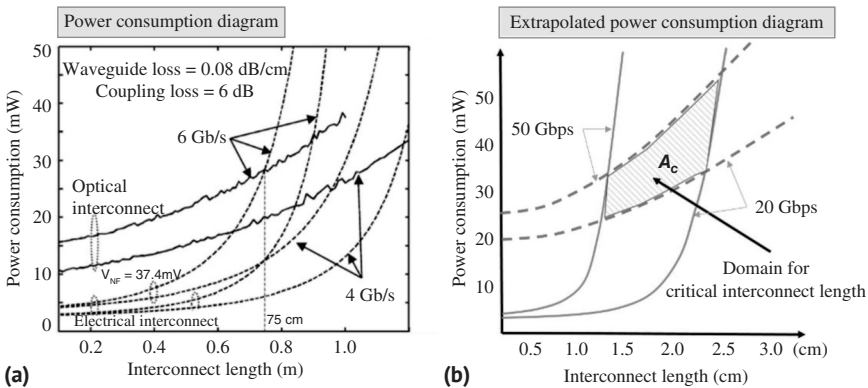 Power consumption diagram
50
40
30
20
10
0
Power consumption (mW)
Waveguide loss = 0.08 dB/cm
Coupling loss = 6 dB
6 Gb/s
Optical
interconnect
V_NF = 37.4mV
4 Gb/s
Electrical interconnect
75 cm
0.2 0.4 0.6 0.8 1.0
Interconnect length (m)
(a)
Extrapolated power consumption diagram
50
40
30
20
10
Power consumption (mW)
50 Gbps
A_c
20 Gbps
Domain for
critical interconnect length
0.5 1.0 1.5 2.5 3.0 (cm)
Interconnect length (cm)
(b)